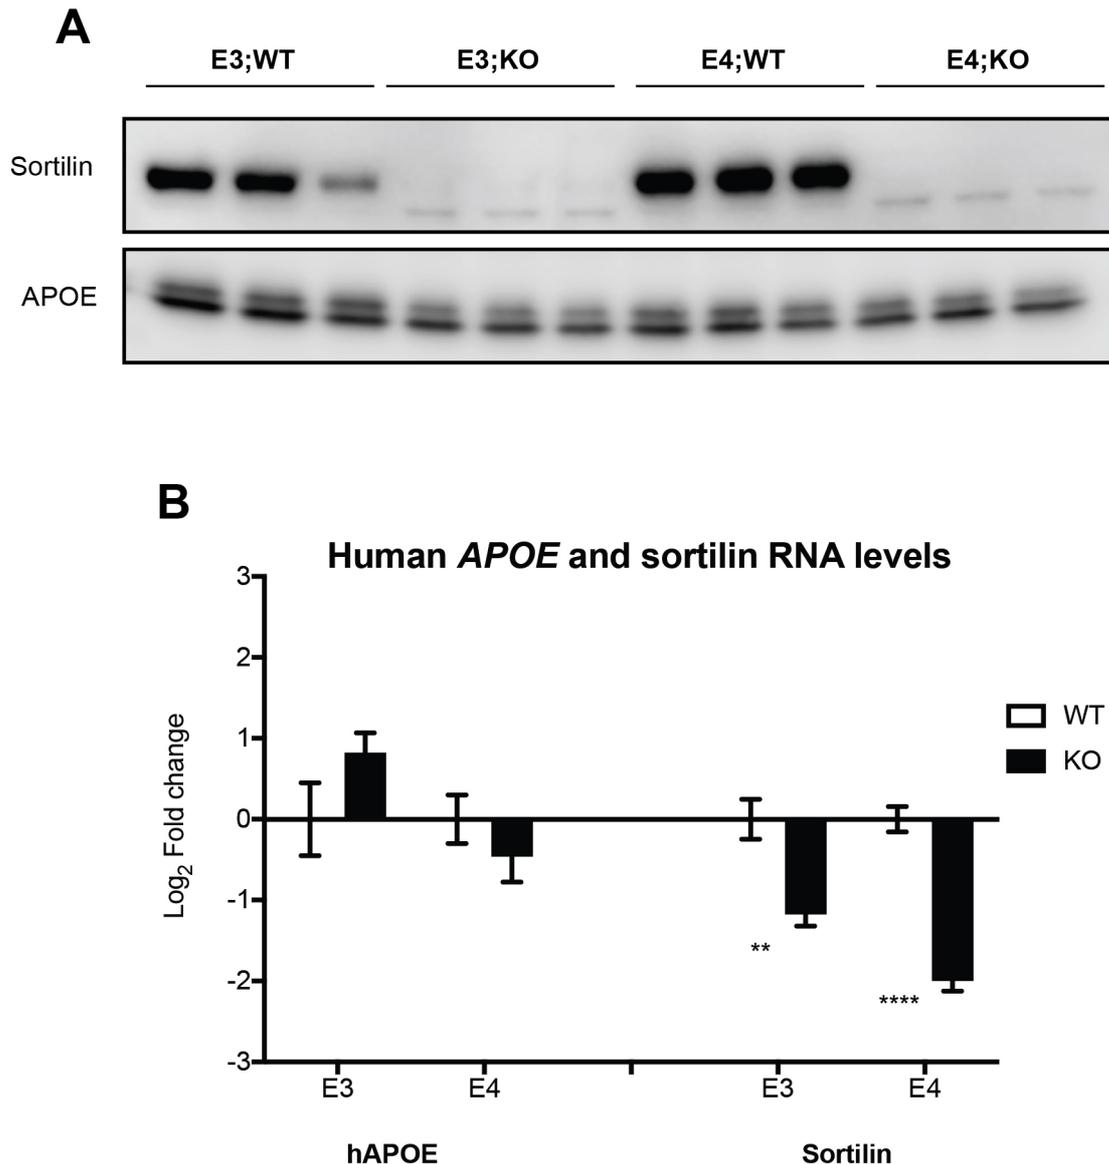 A
E3;WT E3;KO E4;WT E4;KO
Sortilin
APOE
B
Human APOE and sortilin RNA levels
3
2
1
0
-1
-2
-3
Log2 Fold change
WT
KO
**
****
E3 E4 E3 E4
hAPOE Sortilin